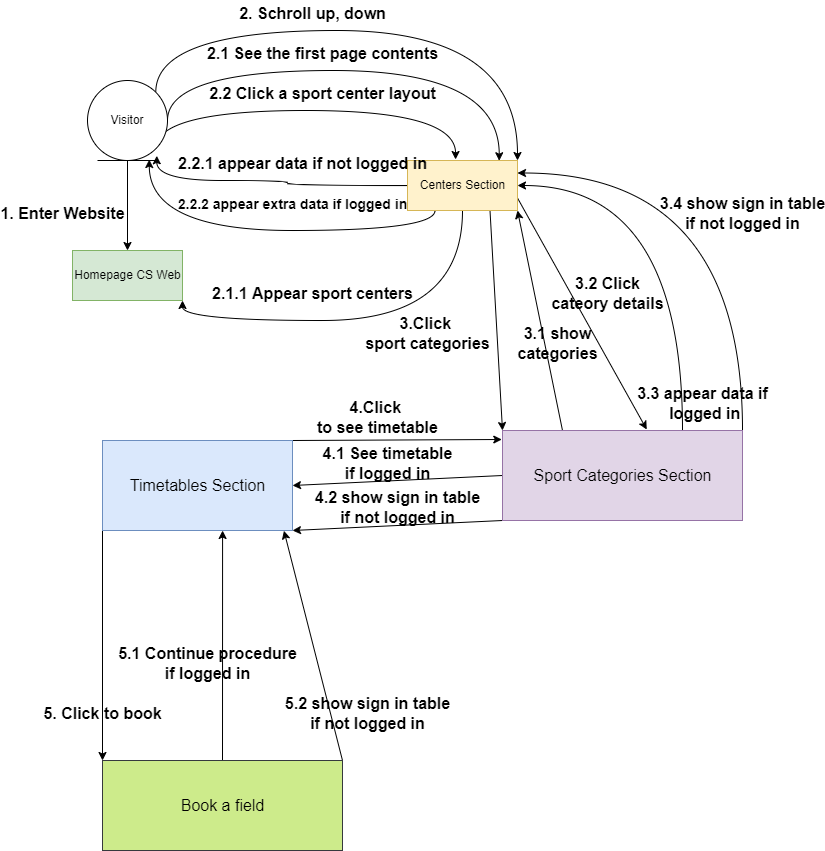 2. Schroll up, down
2.1 See the first page contents
2.2 Click a sport center layout
Visitor
2.2.1 appear data if not logged in
Centers Section
2.2.2 appear extra data if logged in
3.4 show sign in table
if not logged in
1. Enter Website
Homepage CS Web
2.1.1 Appear sport centers
3.2 Click
cateory details
3.Click
sport categories
3.1 show
categories
3.3 appear data if
logged in
4.Click
to see timetable
4.1 See timetable
if logged in
Timetables Section
Sport Categories Section
4.2 show sign in table
if not logged in
5.1 Continue procedure
if logged in
5. Click to book
5.2 show sign in table
if not logged in
Book a field